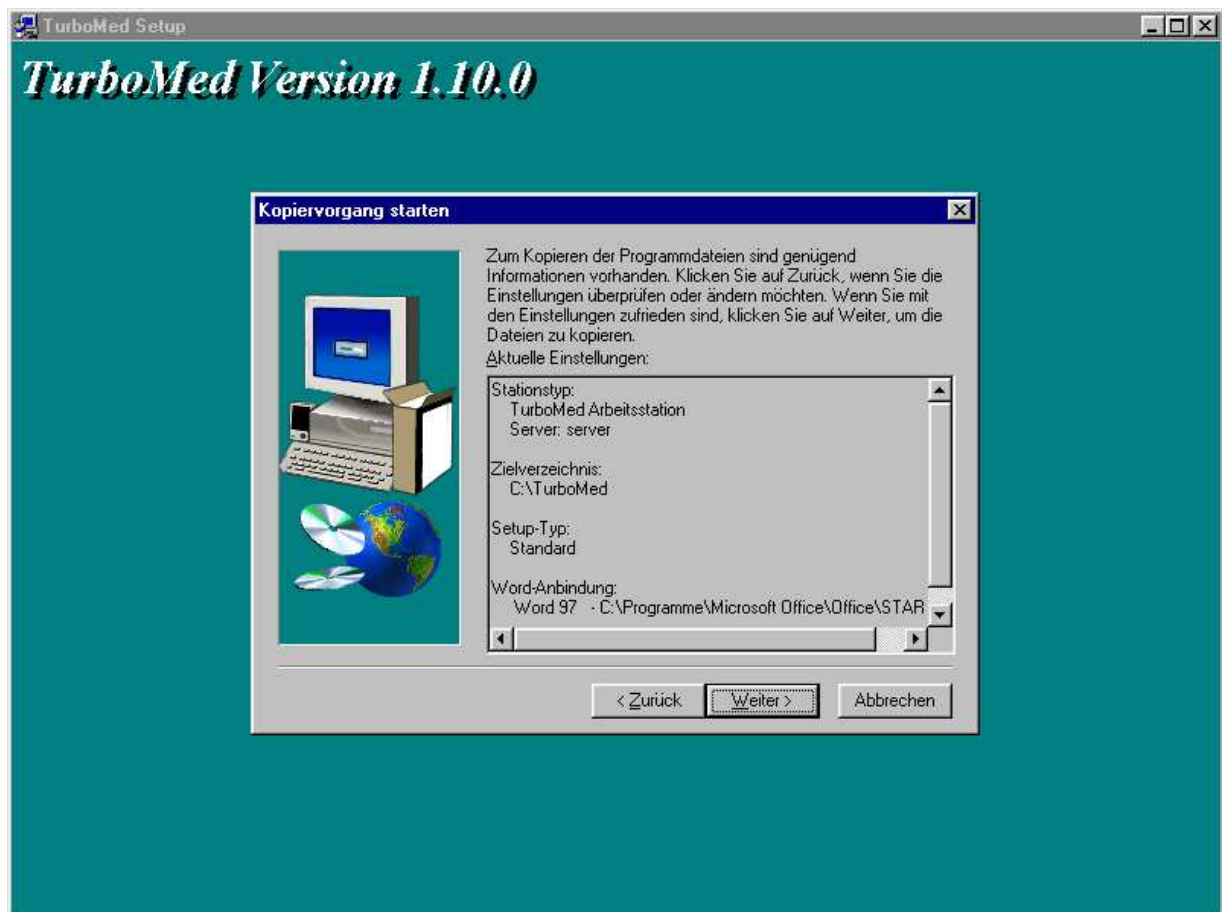 TurboMed Setup
TurboMed Version 1.10.0
Kopiervorgang starten
Zum Kopieren der Programmdateien sind genügend
Informationen vorhanden. Klicken Sie auf Zurück, wenn Sie die
Einstellungen überprüfen oder ändern möchten. Wenn Sie mit
den Einstellungen zufrieden sind, klicken Sie auf Weiter, um die
Dateien zu kopieren.
Aktuelle Einstellungen:
Stationstyp:
TurboMed Arbeitsstation
Server: server
Zielverzeichnis:
C:\TurboMed
Setup-Typ:
Standard
Word-Anbindung:
Word 97 - C:\Programme\Microsoft Office\Office\STAR
< Zurück Weiter > Abbrechen